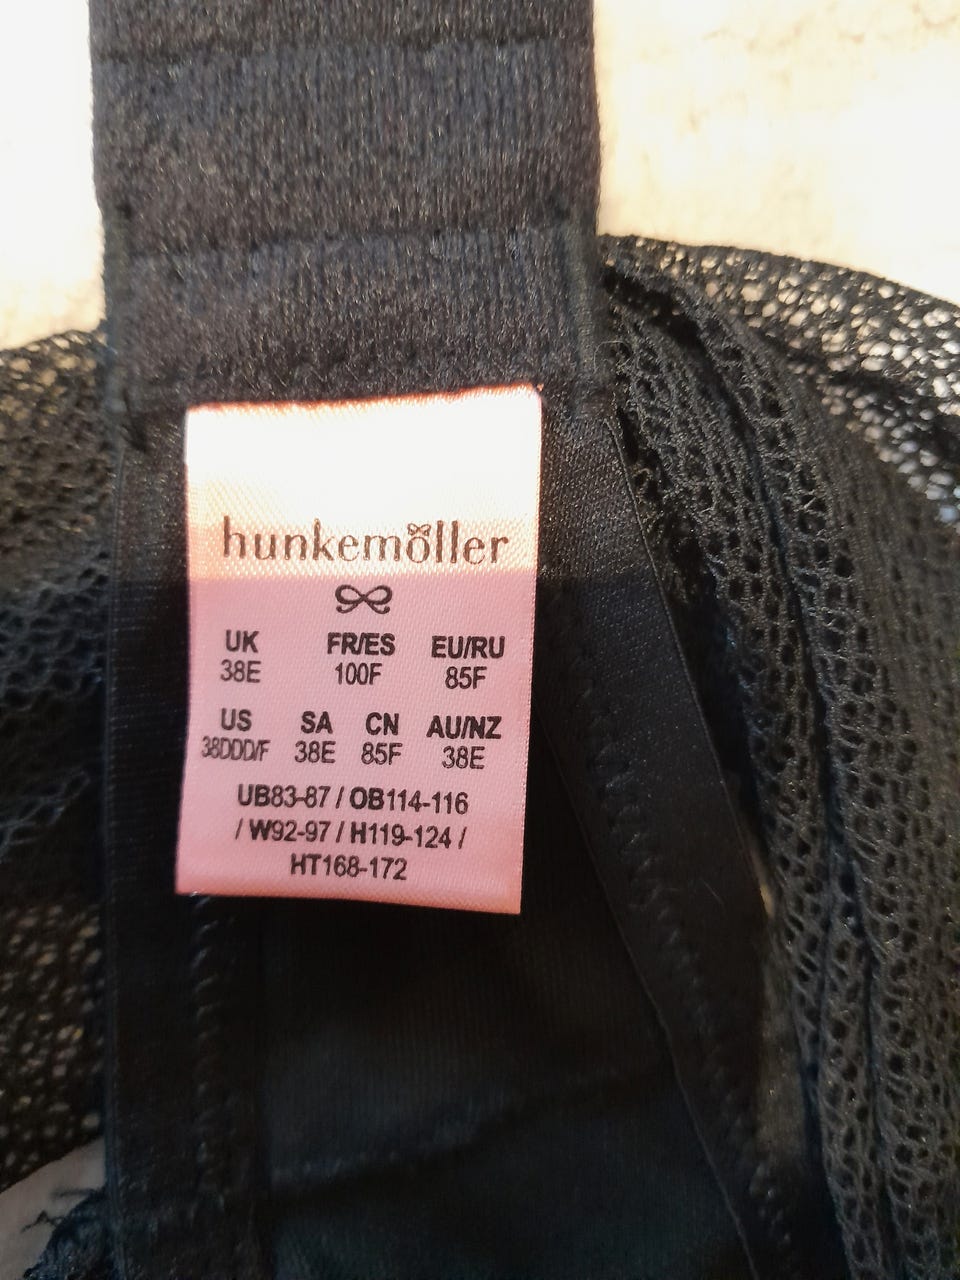 hunkemöller
UK FR/ES EU/RU
38E 100F 85F
US SA CN AU/NZ
38DDD/F 38E 85F 38E
UB83-87 / OB114-116
/ W92-97 / H119-124 /
HT168-172